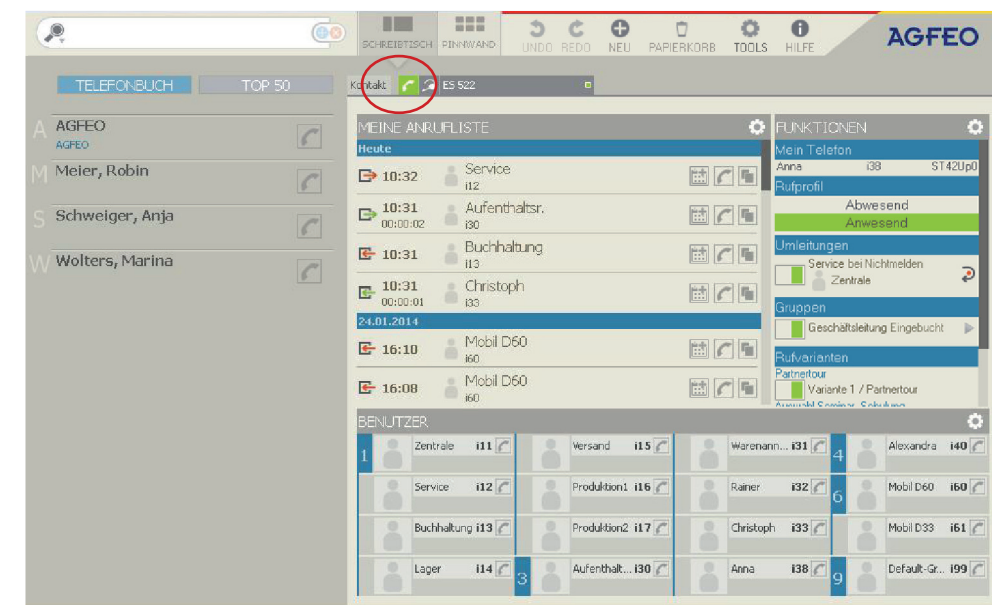 SCHREIBTISCH PINNWAND UNDO REDO NEU PAPIERKORB TOOLS HILFE
AGFEO
TELEFONBUCH TOP 50
Kontakt ES 522
A AGFEO
AGFEO
M Meier, Robin
S Schweiger, Anja
W Wolters, Marina
MEINE ANRUFLISTE
Heute
10:32 Service
i12
10:31 Aufenthaltsr.
00:00:02 i30
10:31 Buchhaltung
i13
10:31 Christoph
00:00:01 i33
24.01.2014
16:10 Mobil D60
i60
16:08 Mobil D60
i60
FUNKTIONEN
Mein Telefon
Anna i38 ST42Up0
Rufprofil
Abwesend
Anwesend
Umleitungen
Service bei Nichtmelden
Zentrale
Gruppen
Geschäftsleitung Eingebucht
Rufvarianten
Partnertour
Variante 1 / Partnertour
Auswahl Seminar, Schulung
BENUTZER
1 Zentrale i11 Versand i15 Warenann... i31 4 Alexandra i40
Service i12 Produktion1 i16 Rainer i32 6 Mobil D60 i60
Buchhaltung i13 Produktion2 i17 Christoph i33 Mobil D33 i61
Lager i14 3 Aufenthalt... i30 Anna i38 9 Default-Gr... i99